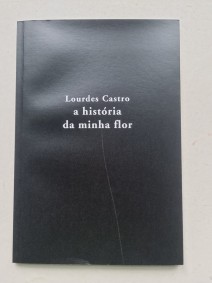 Lourdes Castro
a história
da minha flor